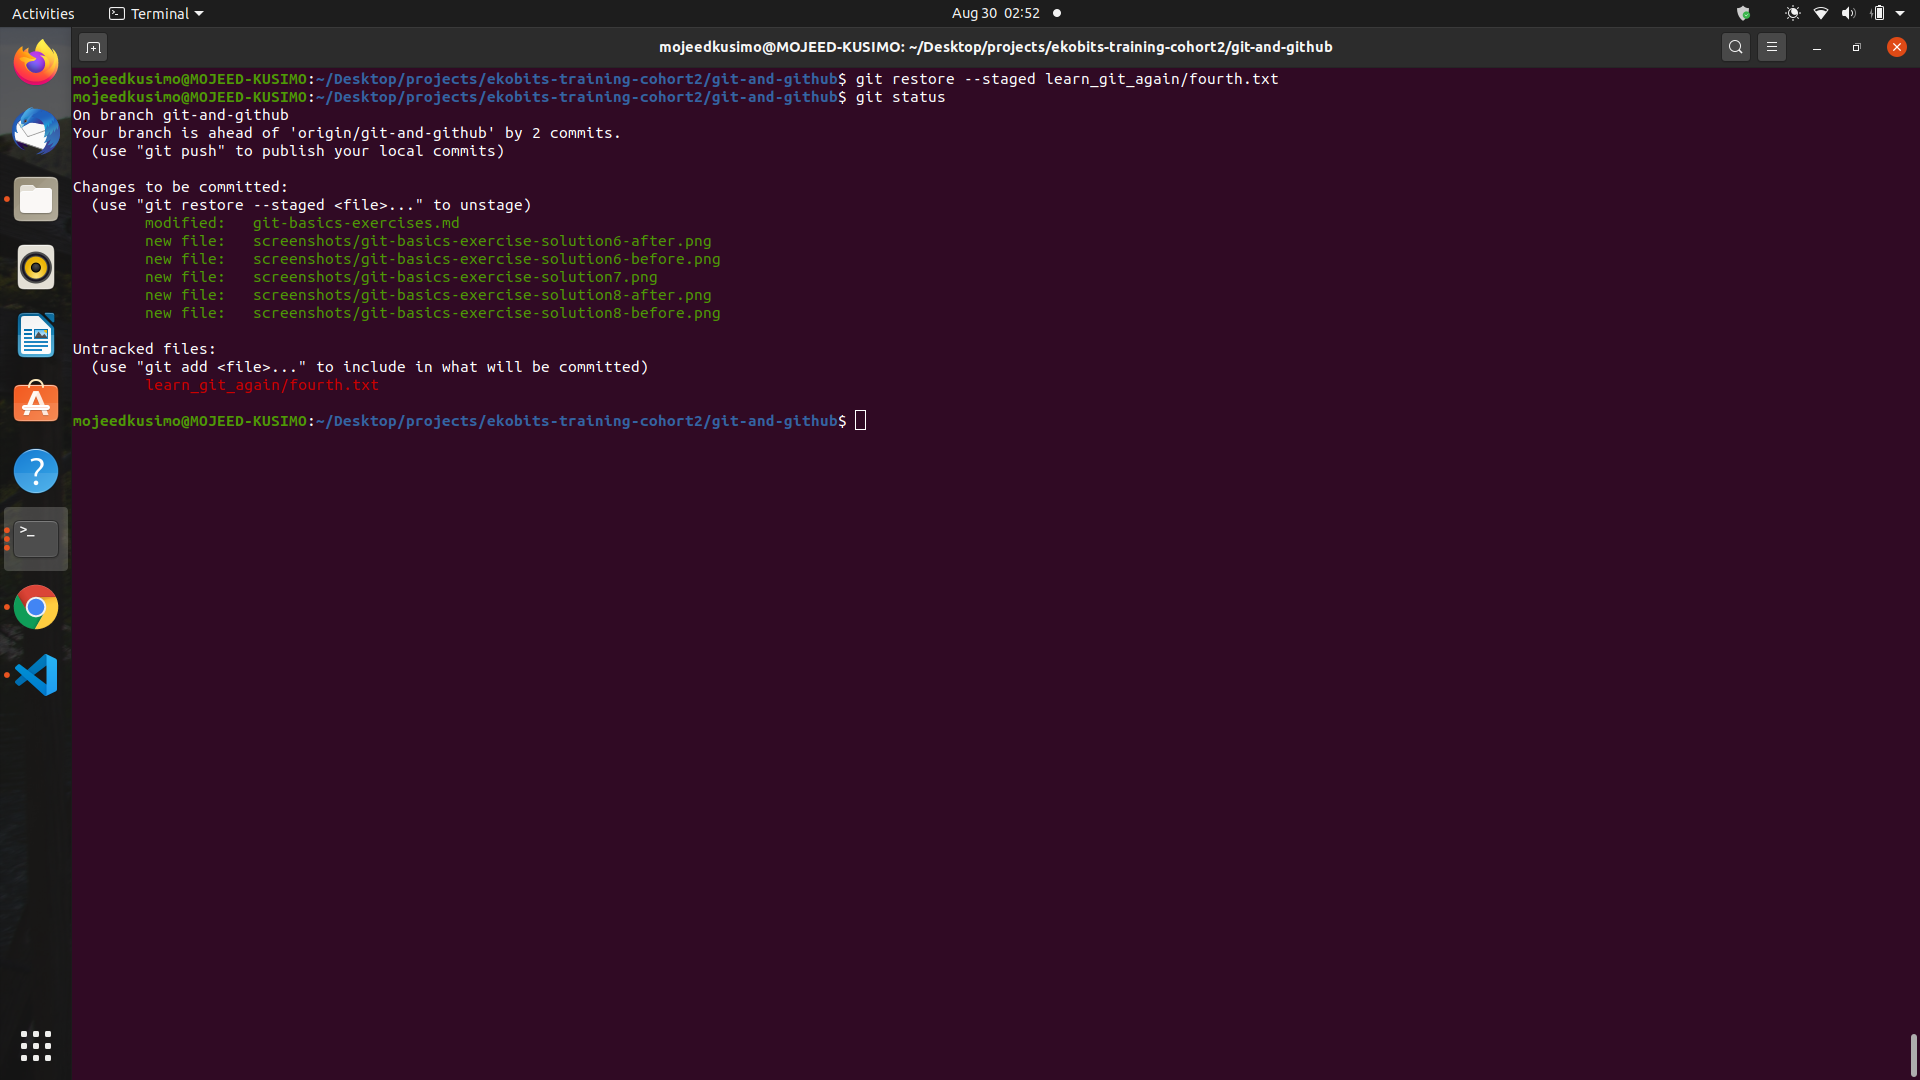 Activities Terminal Aug 30 02:52
mojeedkusimo@MOJEED-KUSIMO: ~/Desktop/projects/ekobits-training-cohort2/git-and-github
mojeedkusimo@MOJEED-KUSIMO:~/Desktop/projects/ekobits-training-cohort2/git-and-github$ git restore --staged learn_git_again/fourth.txt
mojeedkusimo@MOJEED-KUSIMO:~/Desktop/projects/ekobits-training-cohort2/git-and-github$ git status
On branch git-and-github
Your branch is ahead of 'origin/git-and-github' by 2 commits.
  (use "git push" to publish your local commits)
Changes to be committed:
  (use "git restore --staged <file>..." to unstage)
        modified:   git-basics-exercises.md
        new file:   screenshots/git-basics-exercise-solution6-after.png
        new file:   screenshots/git-basics-exercise-solution6-before.png
        new file:   screenshots/git-basics-exercise-solution7.png
        new file:   screenshots/git-basics-exercise-solution8-after.png
        new file:   screenshots/git-basics-exercise-solution8-before.png
Untracked files:
  (use "git add <file>..." to include in what will be committed)
        learn_git_again/fourth.txt
mojeedkusimo@MOJEED-KUSIMO:~/Desktop/projects/ekobits-training-cohort2/git-and-github$